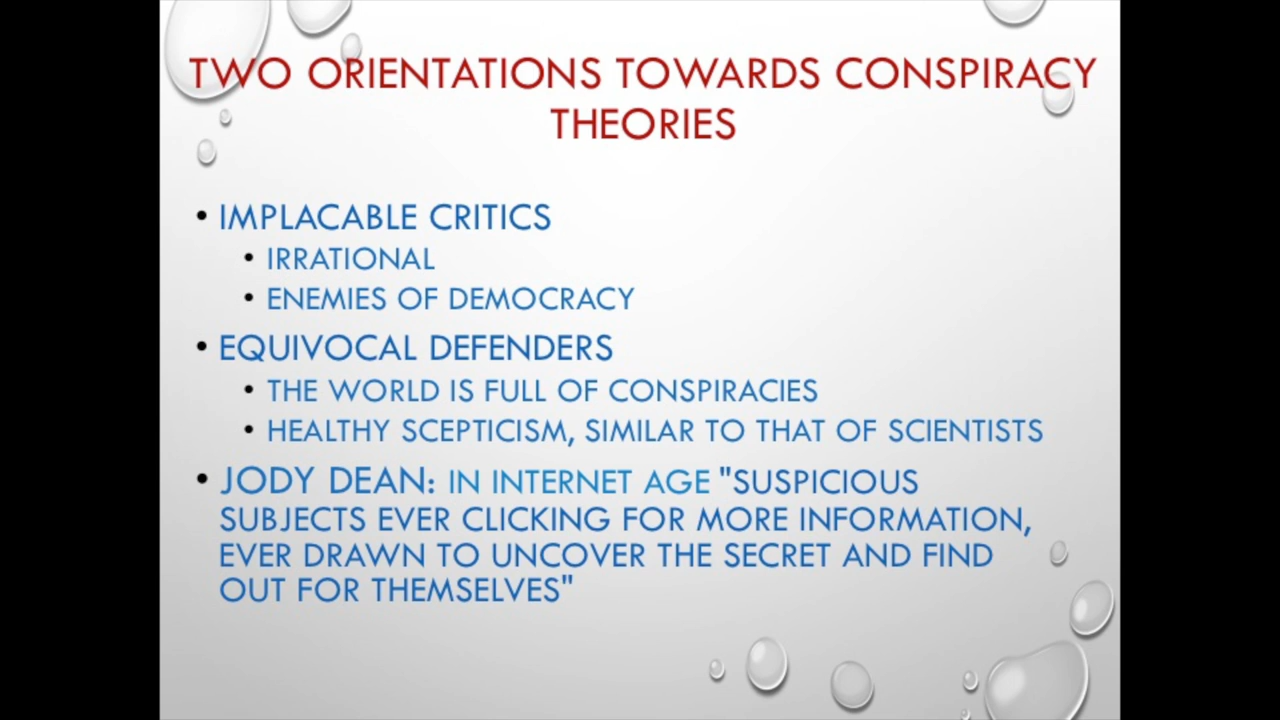 TWO ORIENTATIONS TOWARDS CONSPIRACY
THEORIES
• IMPLACABLE CRITICS
• IRRATIONAL
• ENEMIES OF DEMOCRACY
• EQUIVOCAL DEFENDERS
• THE WORLD IS FULL OF CONSPIRACIES
• HEALTHY SCEPTICISM, SIMILAR TO THAT OF SCIENTISTS
• JODY DEAN: IN INTERNET AGE "SUSPICIOUS
SUBJECTS EVER CLICKING FOR MORE INFORMATION,
EVER DRAWN TO UNCOVER THE SECRET AND FIND
OUT FOR THEMSELVES"